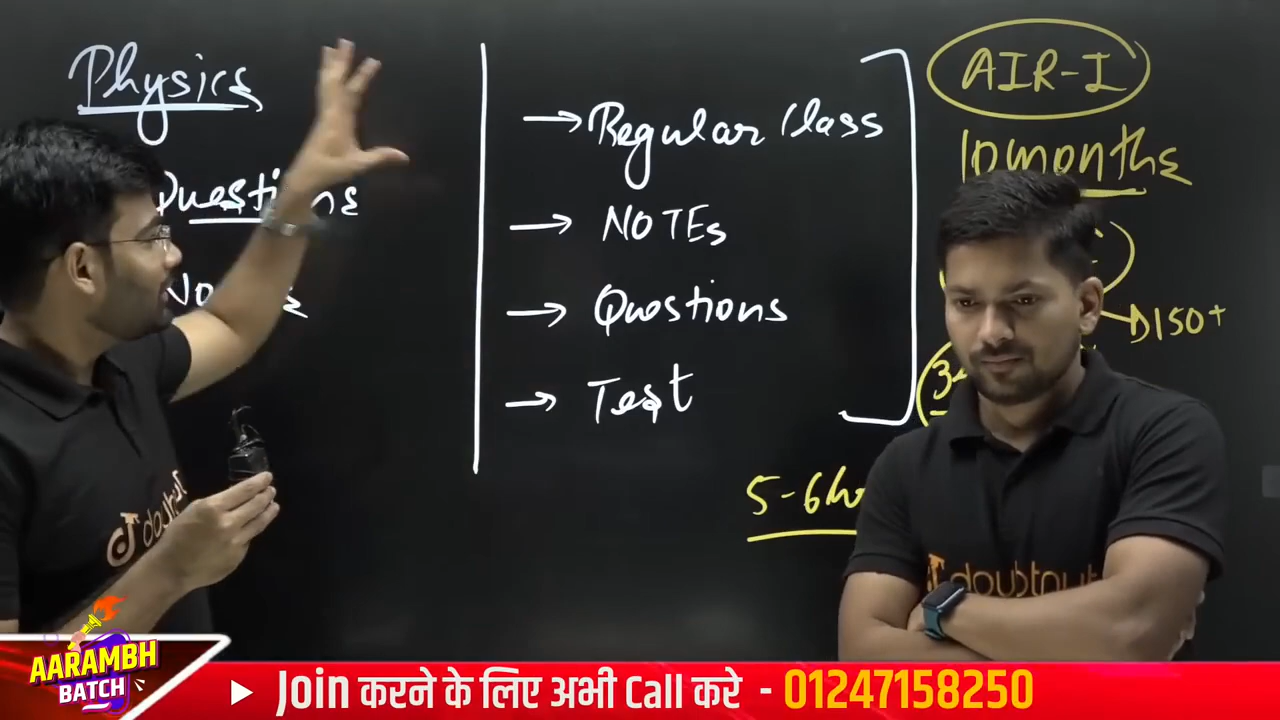 Physics
Questions
→ Regular Class
→ NOTEs
→ Questions
→ Test
AIR-I
10 months
150+
5-6
doubtnut
doubtnut
AARAMBH
BATCH
Join करने के लिए अभी Call करे - 01247158250